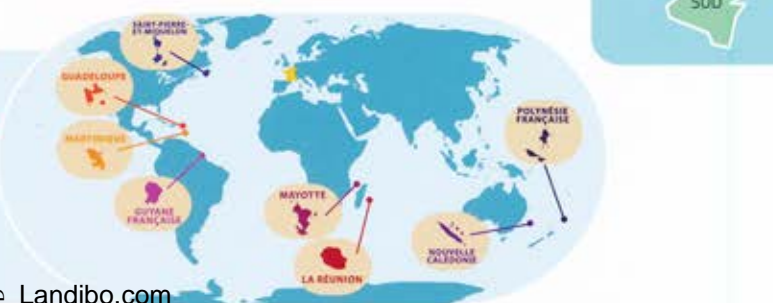 SUD
SAINT-PIERRE-
ET-MIQUELON
GUADELOUPE
MARTINIQUE
GUYANE
FRANÇAISE
MAYOTTE
LA RÉUNION
NOUVELLE
CALÉDONIE
POLYNÉSIE
FRANÇAISE
Landibo.com